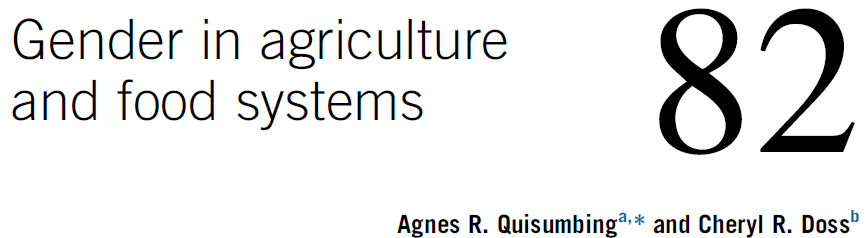 Gender in agriculture
and food systems
82
Agnes R. Quisumbingᵃ,* and Cheryl R. Dossᵇ